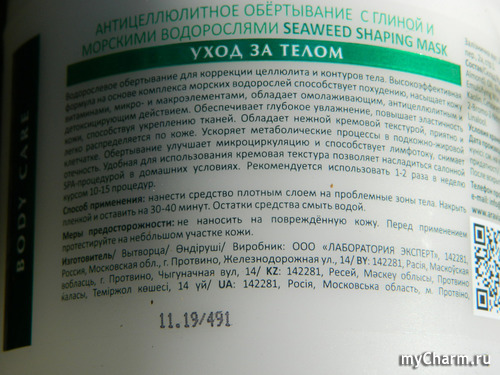 АНТИЦЕЛЛЮЛИТНОЕ ОБЁРТЫВАНИЕ С ГЛИНОЙ И
МОРСКИМИ ВОДОРОСЛЯМИ SEAWEED SHAPING MASK
УХОД ЗА ТЕЛОМ
Водорослевое обертывание для коррекции целлюлита и контуров тела. Высокоэффективная
формула на основе комплекса морских водорослей способствует похудению, насыщает кожу
витаминами, микро- и макроэлементами, обладает омолаживающим, антицеллюлитным и
детоксицирующим действием. Обеспечивает глубокое увлажнение, повышает эластичность
кожи, способствуя укреплению тканей. Обладает нежной кремовой текстурой, приятно и
легко распределяется по коже. Ускоряет метаболические процессы в подкожно-жировой
клетчатке. Обертывание улучшает микроциркуляцию и способствует лимфотоку, снимает
отечность. Удобная для использования кремовая текстура позволяет насладиться салонной
SPA-процедурой в домашних условиях. Рекомендуется использовать 1-2 раза в неделю
курсом 10-15 процедур.
Способ применения: нанести средство плотным слоем на проблемные зоны тела. Накрыть
пленкой и оставить на 30-40 минут. Остатки средства смыть водой.
Меры предосторожности: не наносить на повреждённую кожу. Перед применением
протестируйте на небольшом участке кожи.
Изготовитель/ Вытворца/ Өндіруші/ Виробник: ООО «ЛАБОРАТОРИЯ ЭКСПЕРТ», 142281,
Россия, Московская обл., г. Протвино, Железнодорожная ул., 14/ BY: 142281, Расія, Маскоўская
вобласць, г. Протвино, Чыгуначная вул, 14/ KZ: 142281, Ресей, Маскеу облысы, Протвино
қаласы, Теміржол көшесі, 14 үй/ UA: 142281, Росія, Московська область, м. Протвіно,
11.19/491
BODY CARE
myCharm.ru